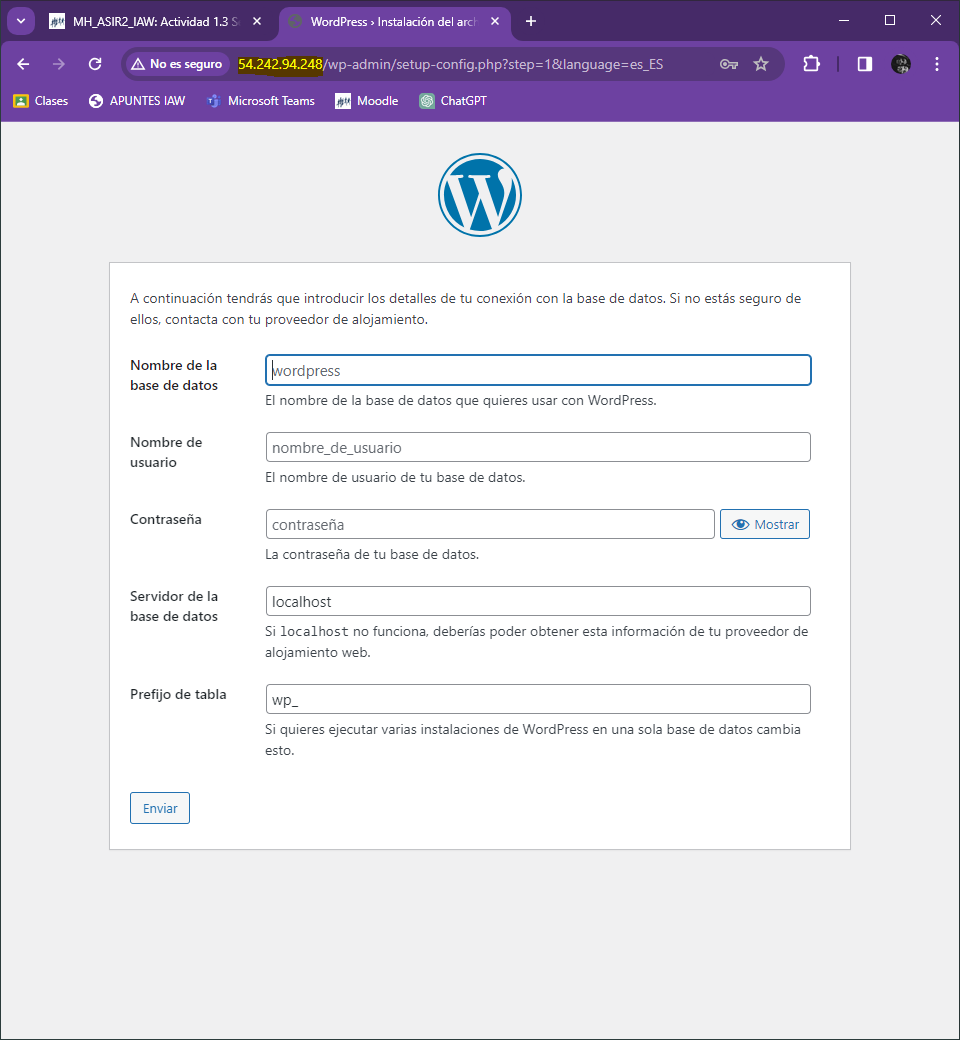 MH_ASIR2_IAW: Actividad 1.3 S
WordPress › Instalación del arch
No es seguro
54.242.94.248/wp-admin/setup-config.php?step=1&language=es_ES
Clases
APUNTES IAW
Microsoft Teams
Moodle
ChatGPT
A continuación tendrás que introducir los detalles de tu conexión con la base de datos. Si no estás seguro de
ellos, contacta con tu proveedor de alojamiento.
Nombre de la
base de datos
wordpress
El nombre de la base de datos que quieres usar con WordPress.
Nombre de
usuario
nombre_de_usuario
El nombre de usuario de tu base de datos.
Contraseña
contraseña
Mostrar
La contraseña de tu base de datos.
Servidor de la
base de datos
localhost
Si localhost no funciona, deberías poder obtener esta información de tu proveedor de
alojamiento web.
Prefijo de tabla
wp_
Si quieres ejecutar varias instalaciones de WordPress en una sola base de datos cambia
esto.
Enviar